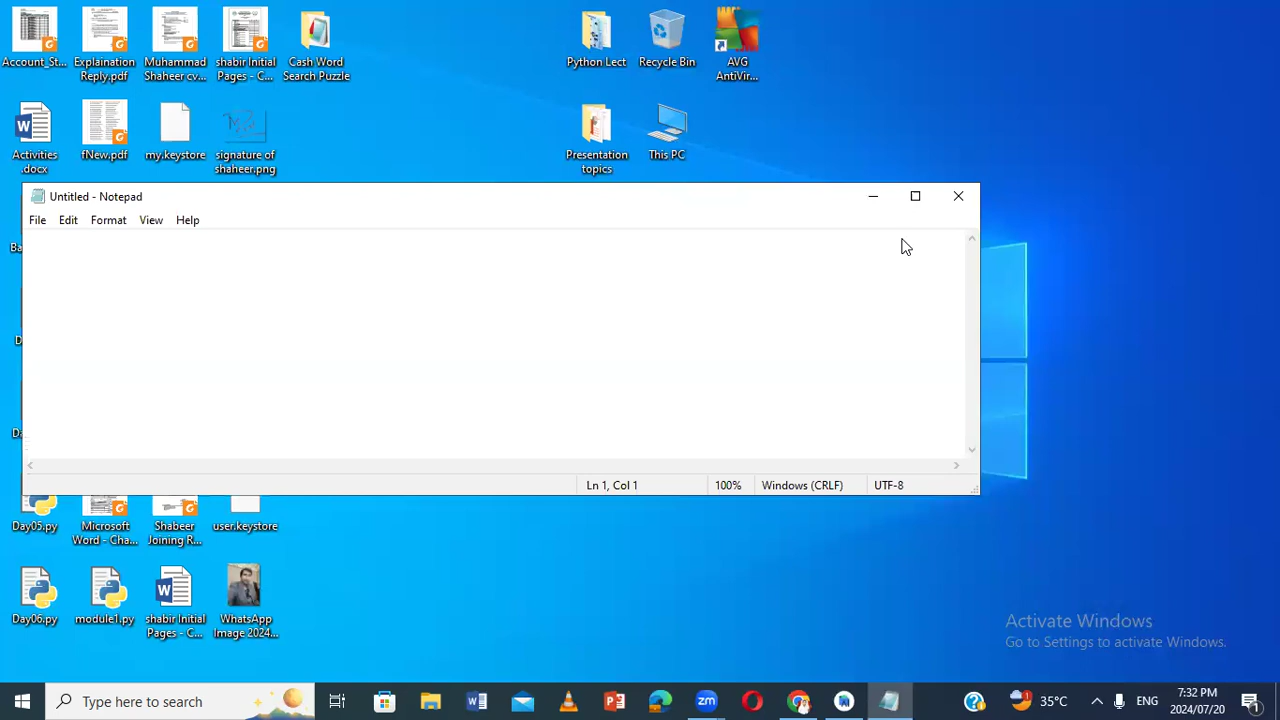 Account_St...
Explaination
Reply.pdf
Muhammad
Shaheer cv...
shabir Initial
Pages - C...
Cash Word
Search Puzzle
Python Lect
Recycle Bin
AVG
AntiVir...
Activities
.docx
fNew.pdf
my.keystore
signature of
shaheer.png
Presentation
topics
This PC
Untitled - Notepad
File Edit Format View Help
Ln 1, Col 1 100% Windows (CRLF) UTF-8
Day05.py
Microsoft
Word - Cha...
Shabeer
Joining R...
user.keystore
Day06.py
module1.py
shabir Initial
Pages - C...
WhatsApp
Image 2024...
Activate Windows
Go to Settings to activate Windows.
Type here to search
35°C
ENG
7:32 PM
2024/07/20